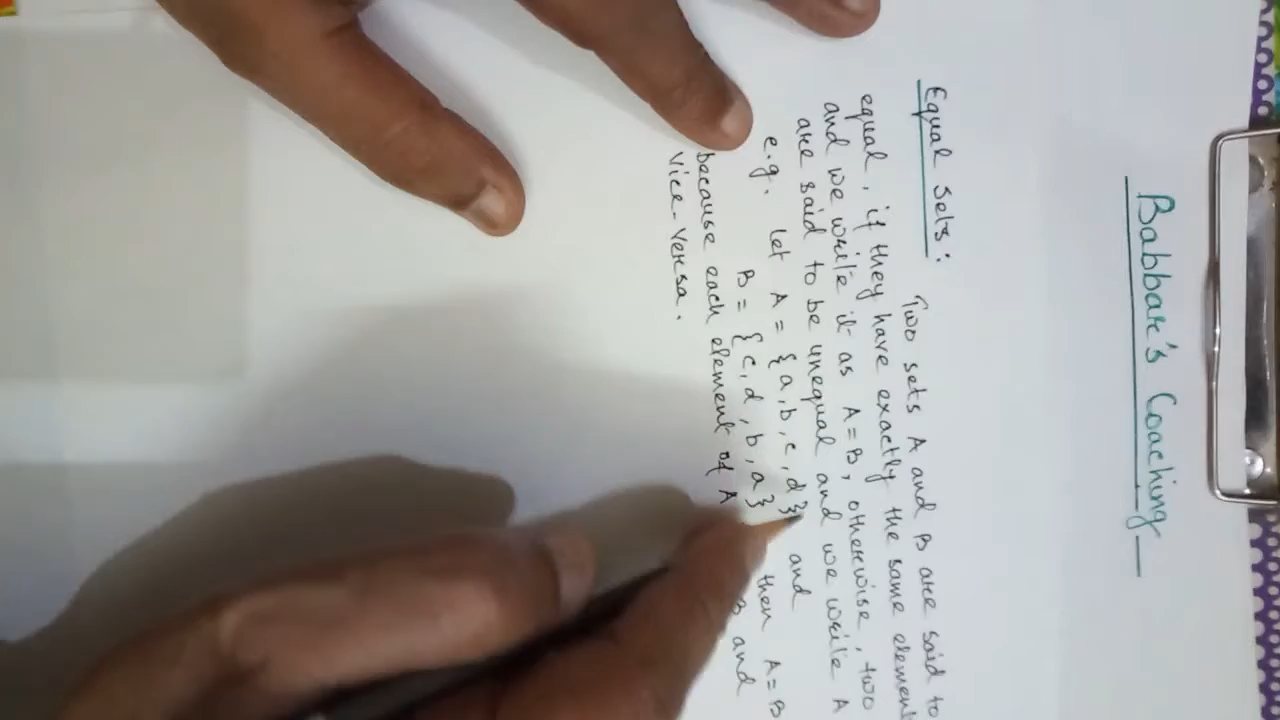 Babbar's Coaching
Equal Sets: Two sets A and B are said to
equal, if they have exactly the same element
and we write it as A = B, otherwise, two
are said to be unequal and we write A
e.g. let A = {a, b, c, d} and
B = {c, d, b, a} then A = B
because each element of A B and
vice-versa.